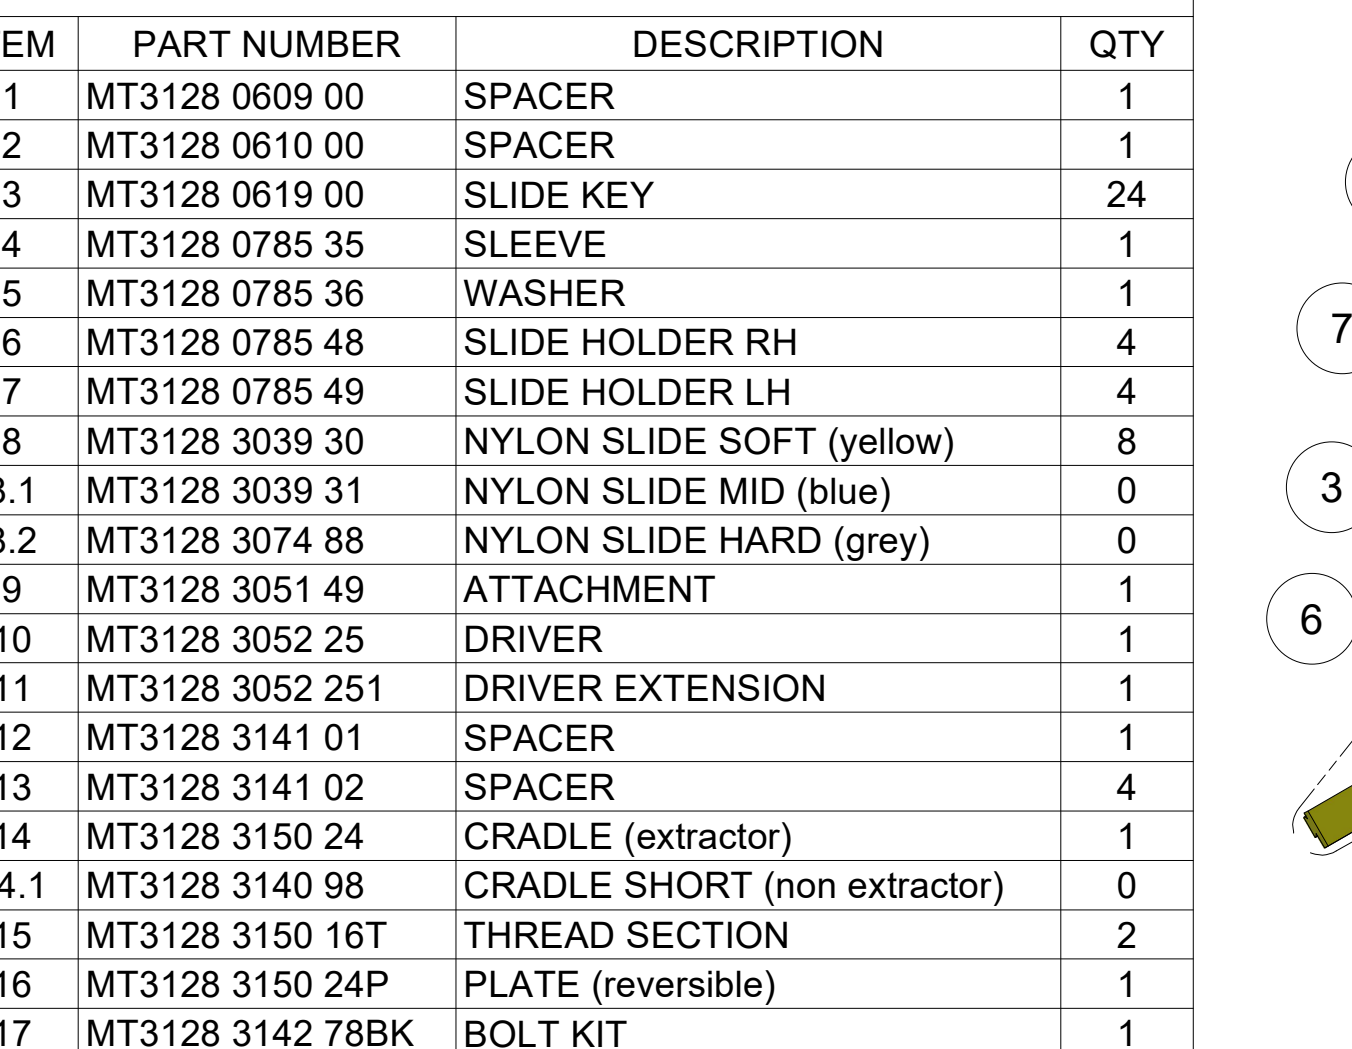 EM PART NUMBER DESCRIPTION QTY
1 MT3128 0609 00 SPACER 1
2 MT3128 0610 00 SPACER 1
3 MT3128 0619 00 SLIDE KEY 24
4 MT3128 0785 35 SLEEVE 1
5 MT3128 0785 36 WASHER 1
6 MT3128 0785 48 SLIDE HOLDER RH 4
7 MT3128 0785 49 SLIDE HOLDER LH 4
8 MT3128 3039 30 NYLON SLIDE SOFT (yellow) 8
8.1 MT3128 3039 31 NYLON SLIDE MID (blue) 0
8.2 MT3128 3074 88 NYLON SLIDE HARD (grey) 0
9 MT3128 3051 49 ATTACHMENT 1
10 MT3128 3052 25 DRIVER 1
11 MT3128 3052 251 DRIVER EXTENSION 1
12 MT3128 3141 01 SPACER 1
13 MT3128 3141 02 SPACER 4
14 MT3128 3150 24 CRADLE (extractor) 1
4.1 MT3128 3140 98 CRADLE SHORT (non extractor) 0
15 MT3128 3150 16T THREAD SECTION 2
16 MT3128 3150 24P PLATE (reversible) 1
17 MT3128 3142 78BK BOLT KIT 1
7
3
6